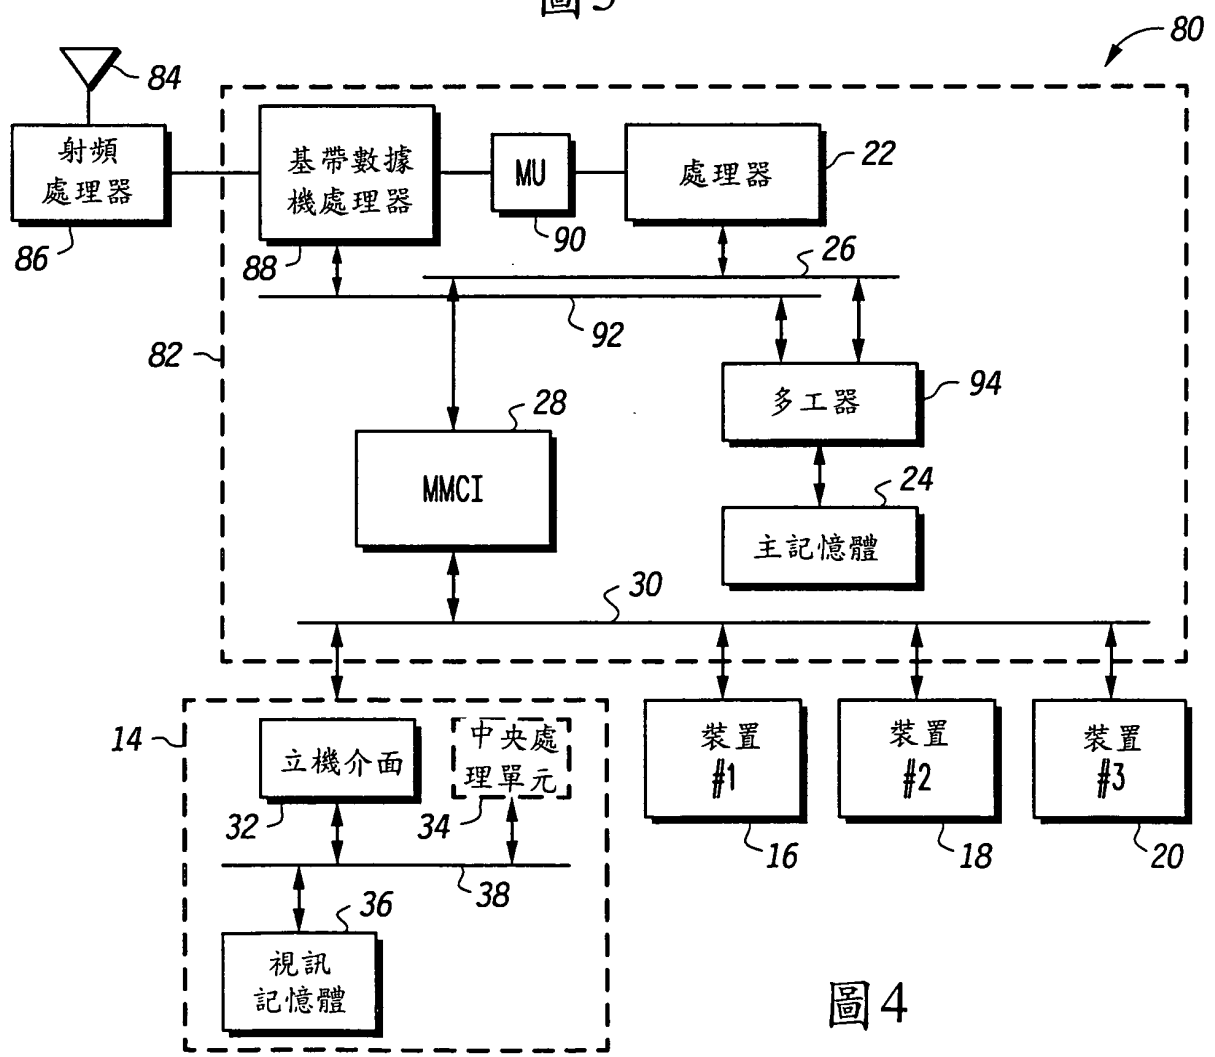 圖3
80
84
射頻
處理器
86
基帶數據
機處理器
88
MU
90
處理器
22
26
92
82
多工器
94
28
MMCI
24
主記憶體
30
14
立機介面
32
中央處
理單元
34
38
36
視訊
記憶體
裝置
#1
16
裝置
#2
18
裝置
#3
20
圖4